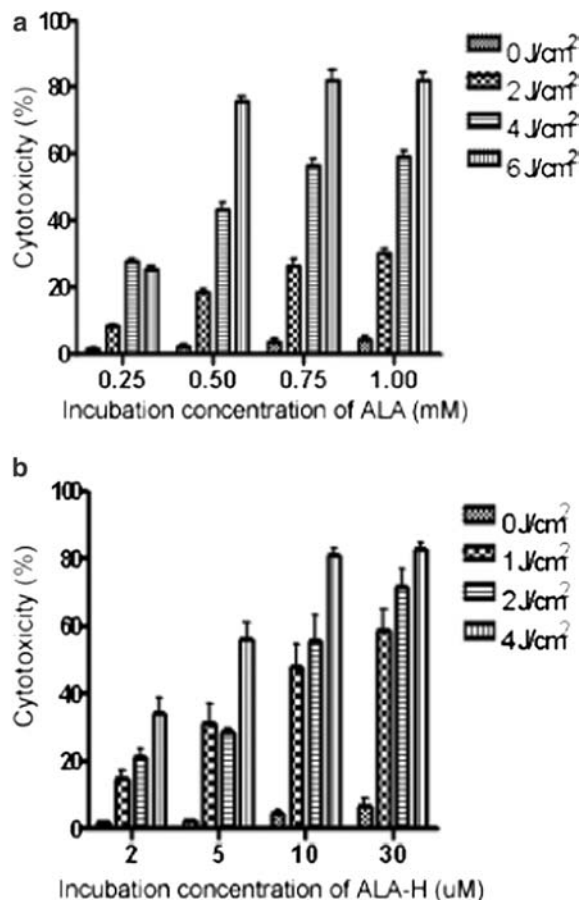 a
100
80
60
40
20
0
Cytotoxicity (%)
0.25 0.50 0.75 1.00
Incubation concentration of ALA (mM)
0 J/cm²
2 J/cm²
4 J/cm²
6 J/cm²
b
100
80
60
40
20
0
Cytotoxicity (%)
2 5 10 30
Incubation concentration of ALA-H (uM)
0 J/cm²
1 J/cm²
2 J/cm²
4 J/cm²